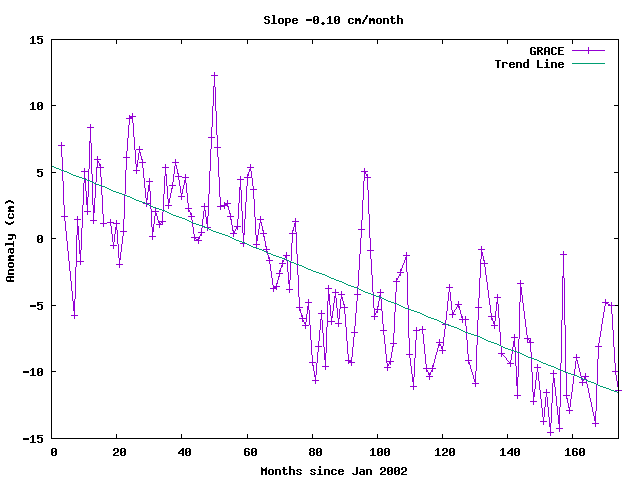 Slope -0.10 cm/month
GRACE
Trend Line
15
10
5
0
-5
-10
-15
Anomaly (cm)
0 20 40 60 80 100 120 140 160
Months since Jan 2002